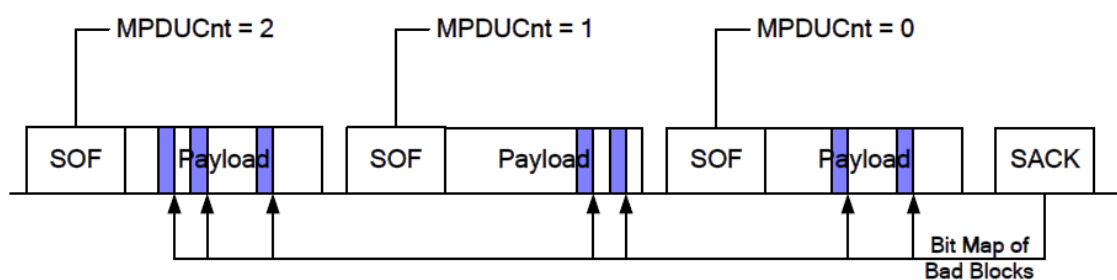 MPDUCnt = 2
MPDUCnt = 1
MPDUCnt = 0
SOF
Payload
SOF
Payload
SOF
Payload
SACK
Bit Map of
Bad Blocks